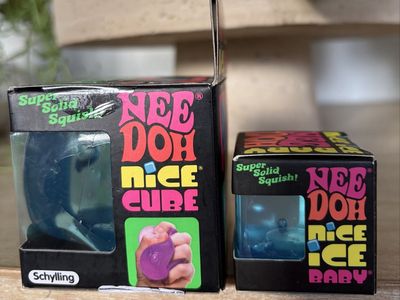 Super Solid
Squish!
NEE
DOH®
NICE
CUBE®
Schylling
Super Solid
Squish!
NEE
DOH®
NICE
ICE
BABY®